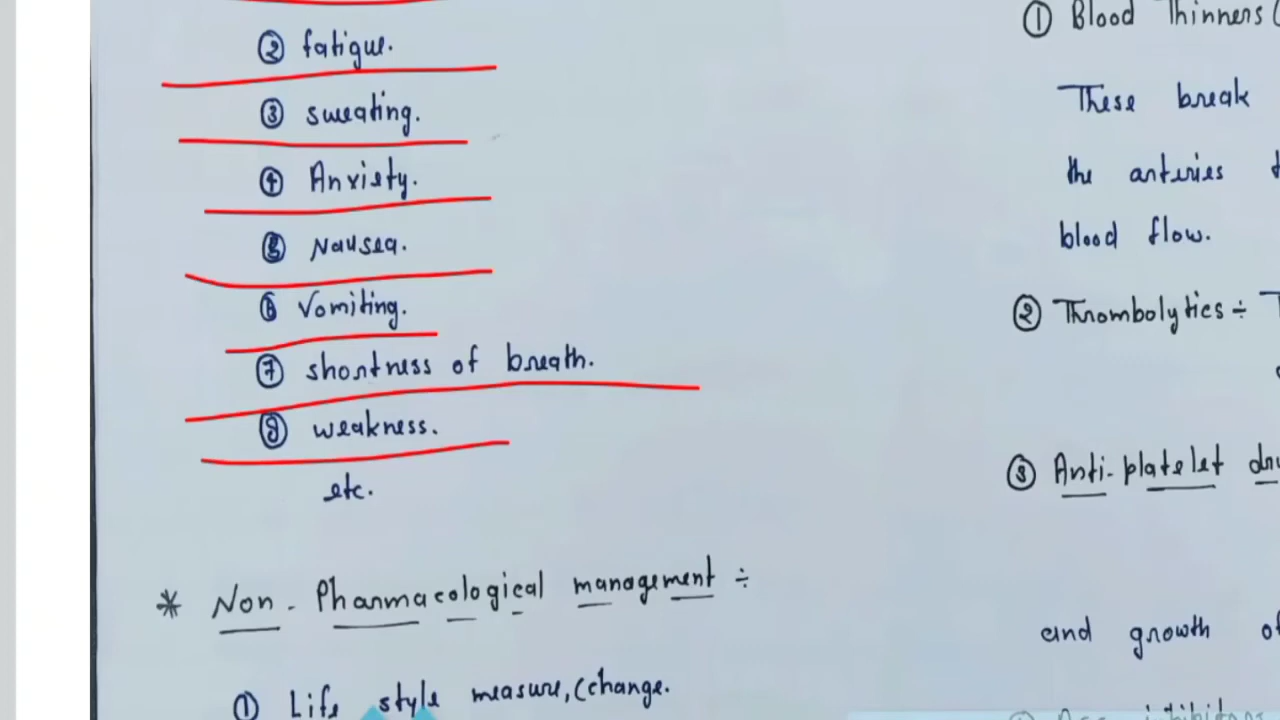 ② fatigue.
③ sweating.
④ Anxiety.
⑤ Nausea.
⑥ Vomiting.
⑦ shortness of breath.
⑧ weakness.
etc.
* Non - Pharmacological management ÷
① Life style measure, (change.
① Blood Thinners (
These break
the arteries
blood flow.
② Thrombolytics ÷
③ Anti-platelet
and growth of